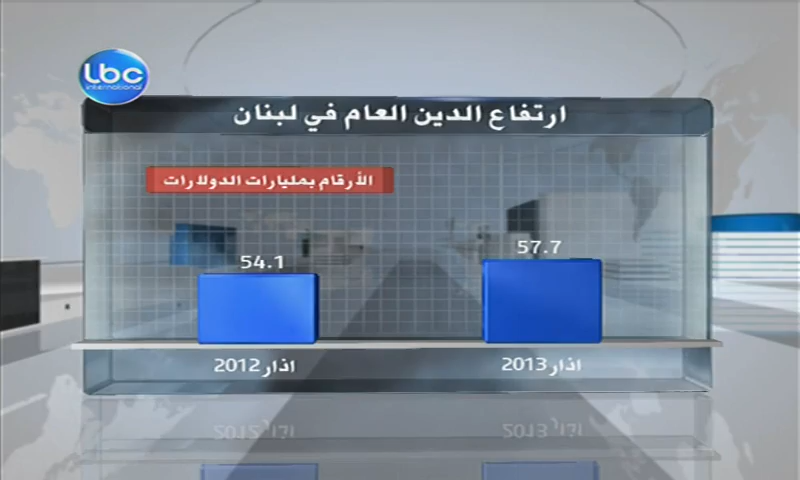 lbc
international
ارتفاع الدين العام في لبنان
الأرقام بمليارات الدولارات
54.1
57.7
اذار 2012
اذار 2013